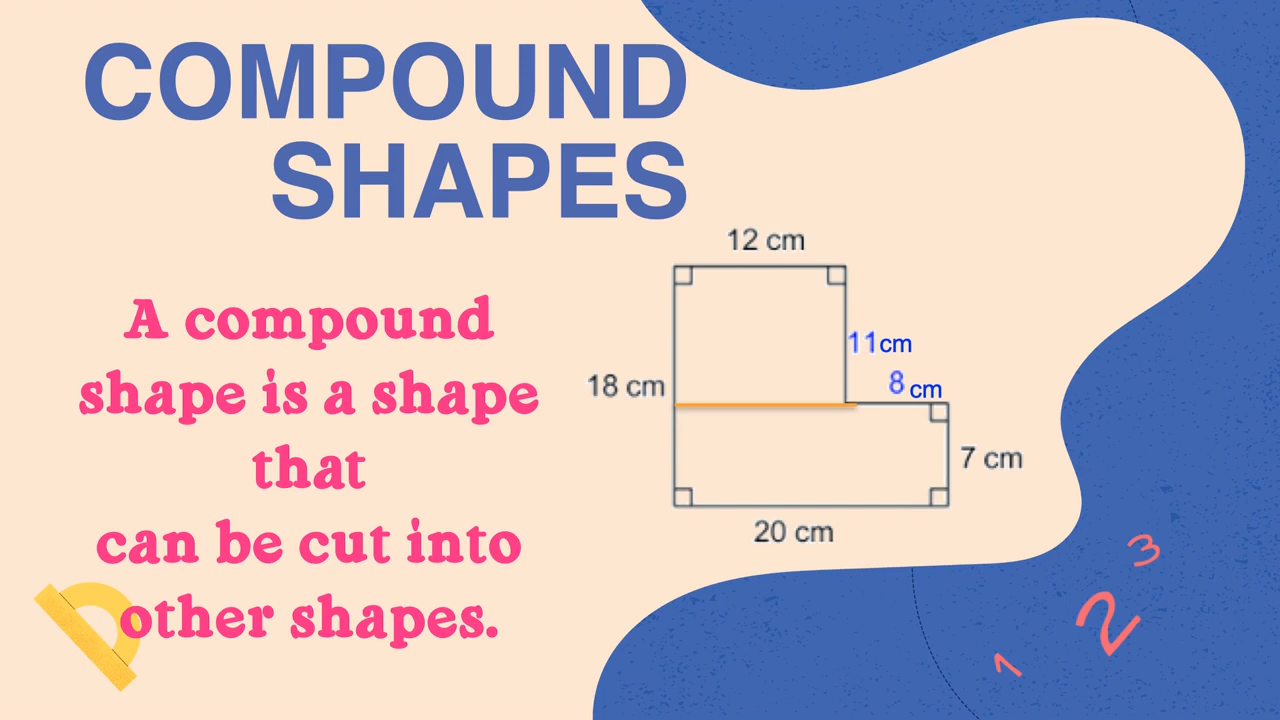 COMPOUND
SHAPES
A compound
shape is a shape
that
can be cut into
other shapes.
12 cm
11cm
8 cm
18 cm
7 cm
20 cm
3
2
1